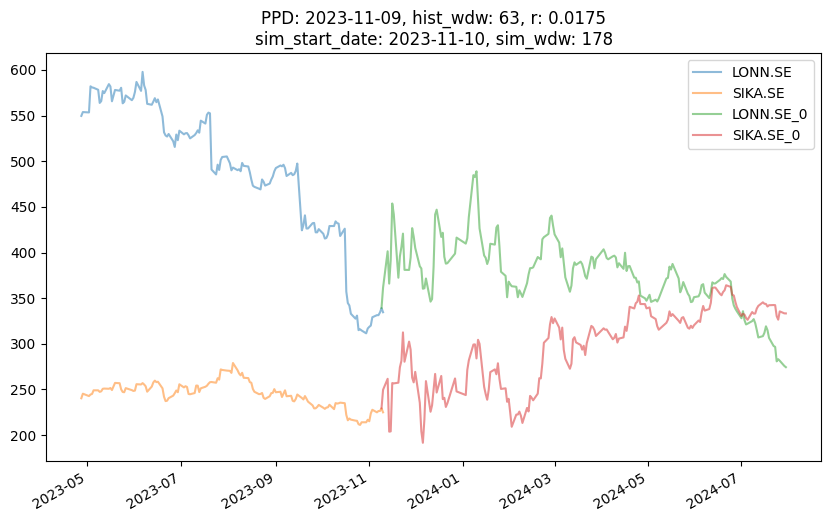 PPD: 2023-11-09, hist_wdw: 63, r: 0.0175
sim_start_date: 2023-11-10, sim_wdw: 178
LONN.SE
SIKA.SE
LONN.SE_0
SIKA.SE_0
600
550
500
450
400
350
300
250
200
2023-05
2023-07
2023-09
2023-11
2024-01
2024-03
2024-05
2024-07